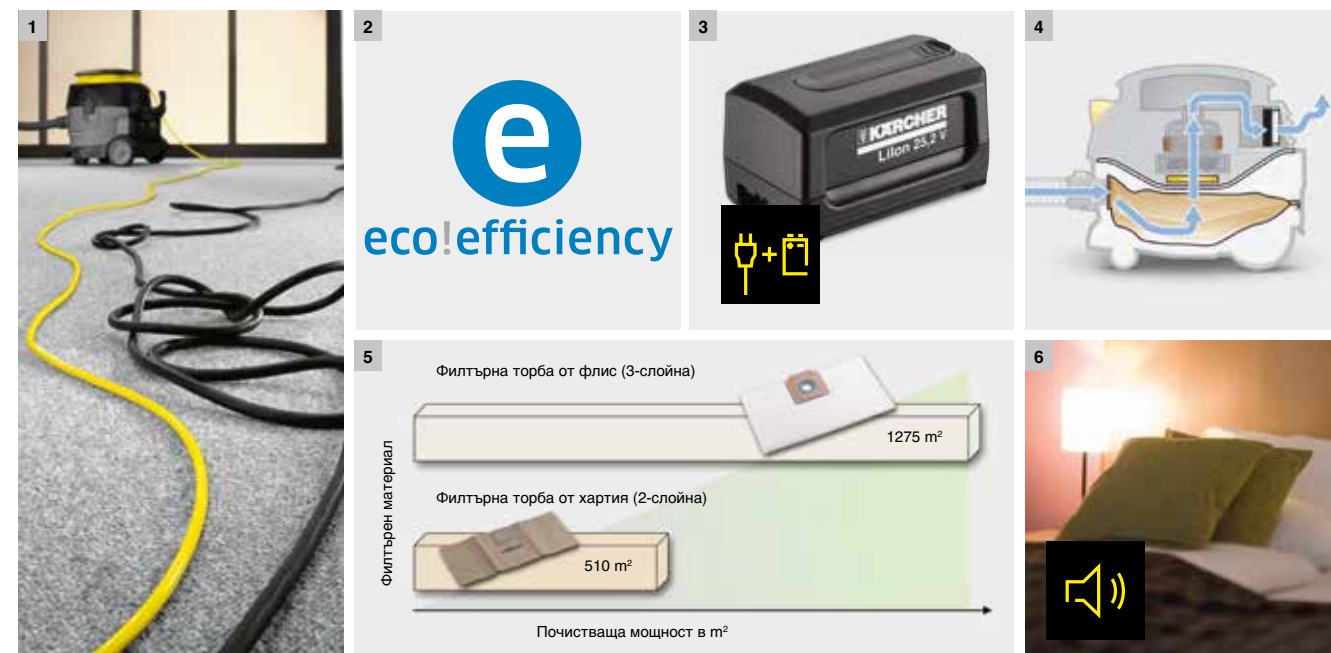 1
2
e
eco!efficiency
3
KÄRCHER
LiIon 25,2 V
4
5
Филтърна торба от флис (3-слойна)
1275 m²
Филтърен материал
Филтърна торба от хартия (2-слойна)
510 m²
Почистваща мощност в m²
6